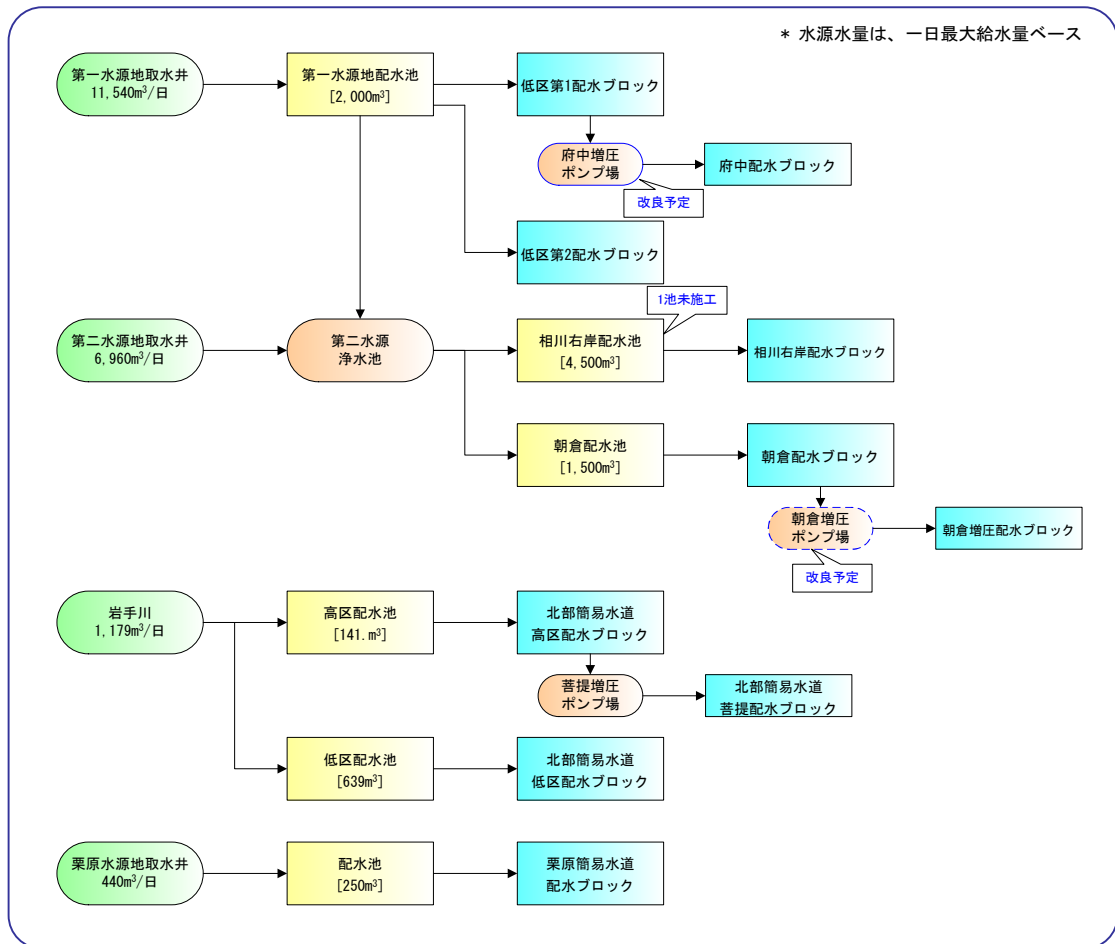 * 水源水量は、一日最大給水量ベース
第一水源地取水井
11,540m³/日
第一水源地配水池
[2,000m³]
低区第1配水ブロック
府中増圧
ポンプ場
府中配水ブロック
改良予定
低区第2配水ブロック
1池未施工
第二水源地取水井
6,960m³/日
第二水源
浄水池
相川右岸配水池
[4,500m³]
相川右岸配水ブロック
朝倉配水池
[1,500m³]
朝倉配水ブロック
朝倉増圧
ポンプ場
朝倉増圧配水ブロック
改良予定
岩手川
1,179m³/日
高区配水池
[141.m³]
北部簡易水道
高区配水ブロック
菩提増圧
ポンプ場
北部簡易水道
菩提配水ブロック
低区配水池
[639m³]
北部簡易水道
低区配水ブロック
栗原水源地取水井
440m³/日
配水池
[250m³]
栗原簡易水道
配水ブロック